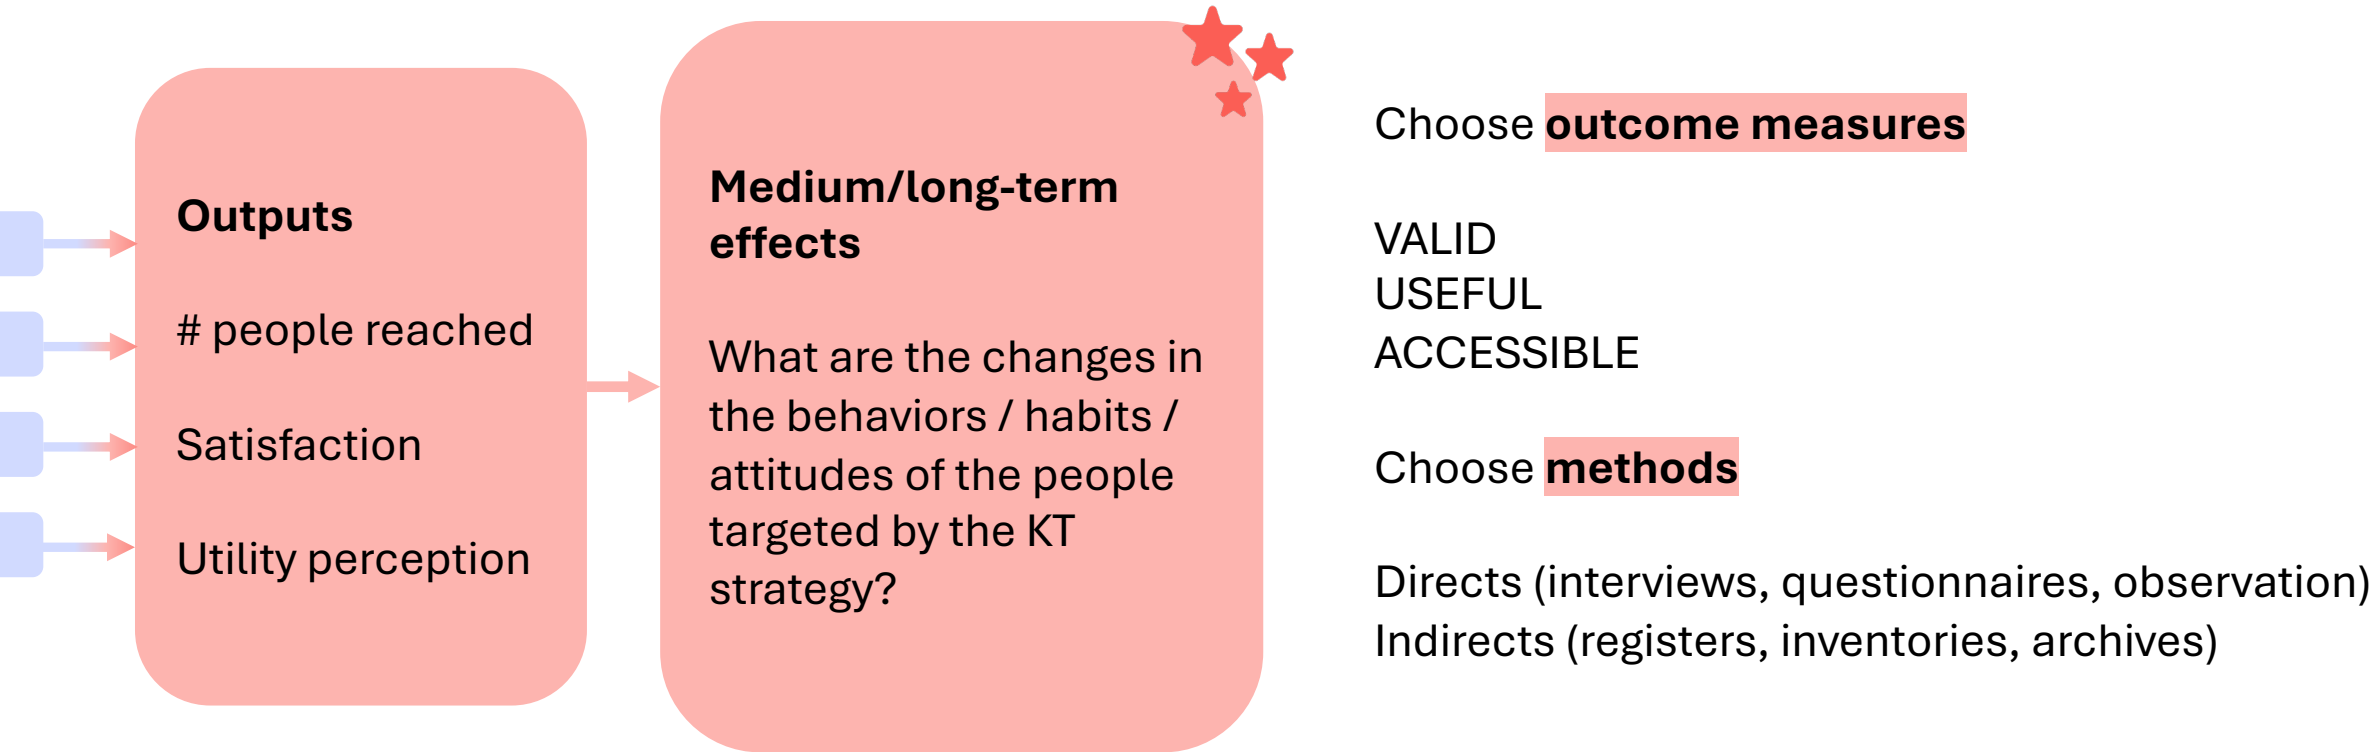 Outputs
# people reached
Satisfaction
Utility perception
Medium/long-term
effects
What are the changes in
the behaviors / habits /
attitudes of the people
targeted by the KT
strategy?
Choose outcome measures
VALID
USEFUL
ACCESSIBLE
Choose methods
Directs (interviews, questionnaires, observation)
Indirects (registers, inventories, archives)